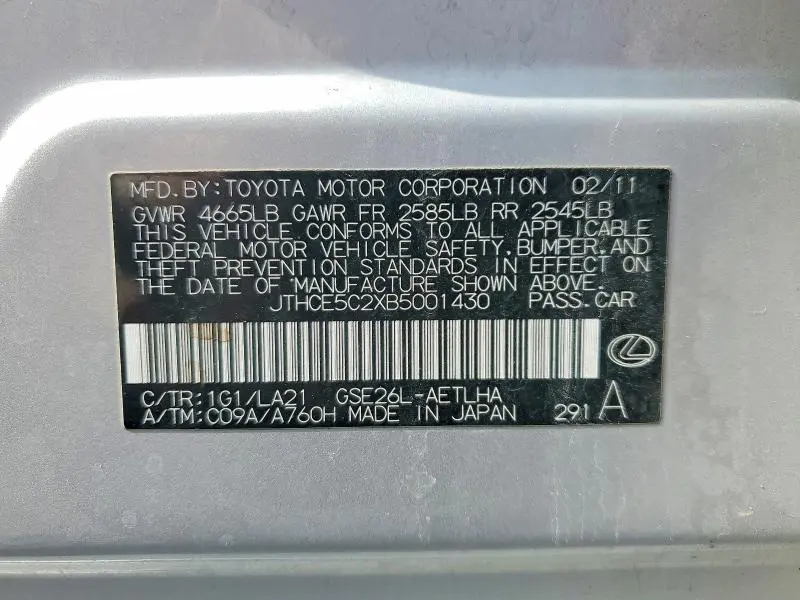 MFD. BY: TOYOTA MOTOR CORPORATION 02/11
GVWR 4665LB GAWR FR 2585LB RR 2545LB
THIS VEHICLE CONFORMS TO ALL APPLICABLE
FEDERAL MOTOR VEHICLE SAFETY, BUMPER, AND
THEFT PREVENTION STANDARDS IN EFFECT ON
THE DATE OF MANUFACTURE SHOWN ABOVE.
JTHCE5C2XB5001430 PASS. CAR
C/TR: 1G1/LA21 GSE26L-AETLHA
A/TM: C09A/A760H MADE IN JAPAN 291 A